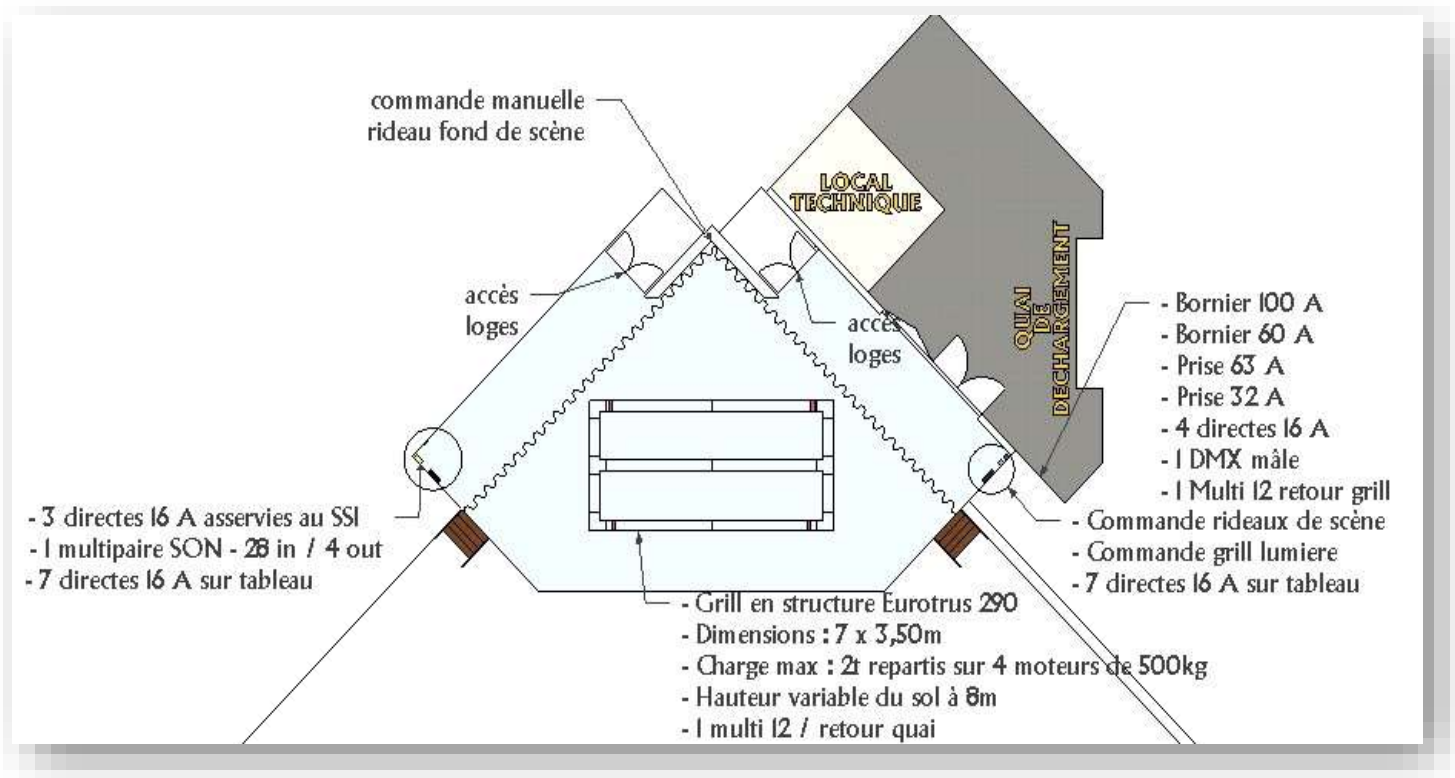 commande manuelle
rideau fond de scène
LOCAL
TECHNIQUE
accès
loges
accès
loges
QUAI
DE
DECHARGEMENT
- Bornier 100 A
- Bornier 60 A
- Prise 63 A
- Prise 32 A
- 4 directes 16 A
- 1 DMX mâle
- 1 Multi 12 retour grill
- 3 directes 16 A asservies au SSI
- 1 multipaire SON - 28 in / 4 out
- 7 directes 16 A sur tableau
- Commande rideaux de scène
- Commande grill lumiere
- 7 directes 16 A sur tableau
- Grill en structure Eurotrus 290
- Dimensions : 7 x 3,50m
- Charge max : 2t repartis sur 4 moteurs de 500kg
- Hauteur variable du sol à 8m
- 1 multi 12 / retour quai